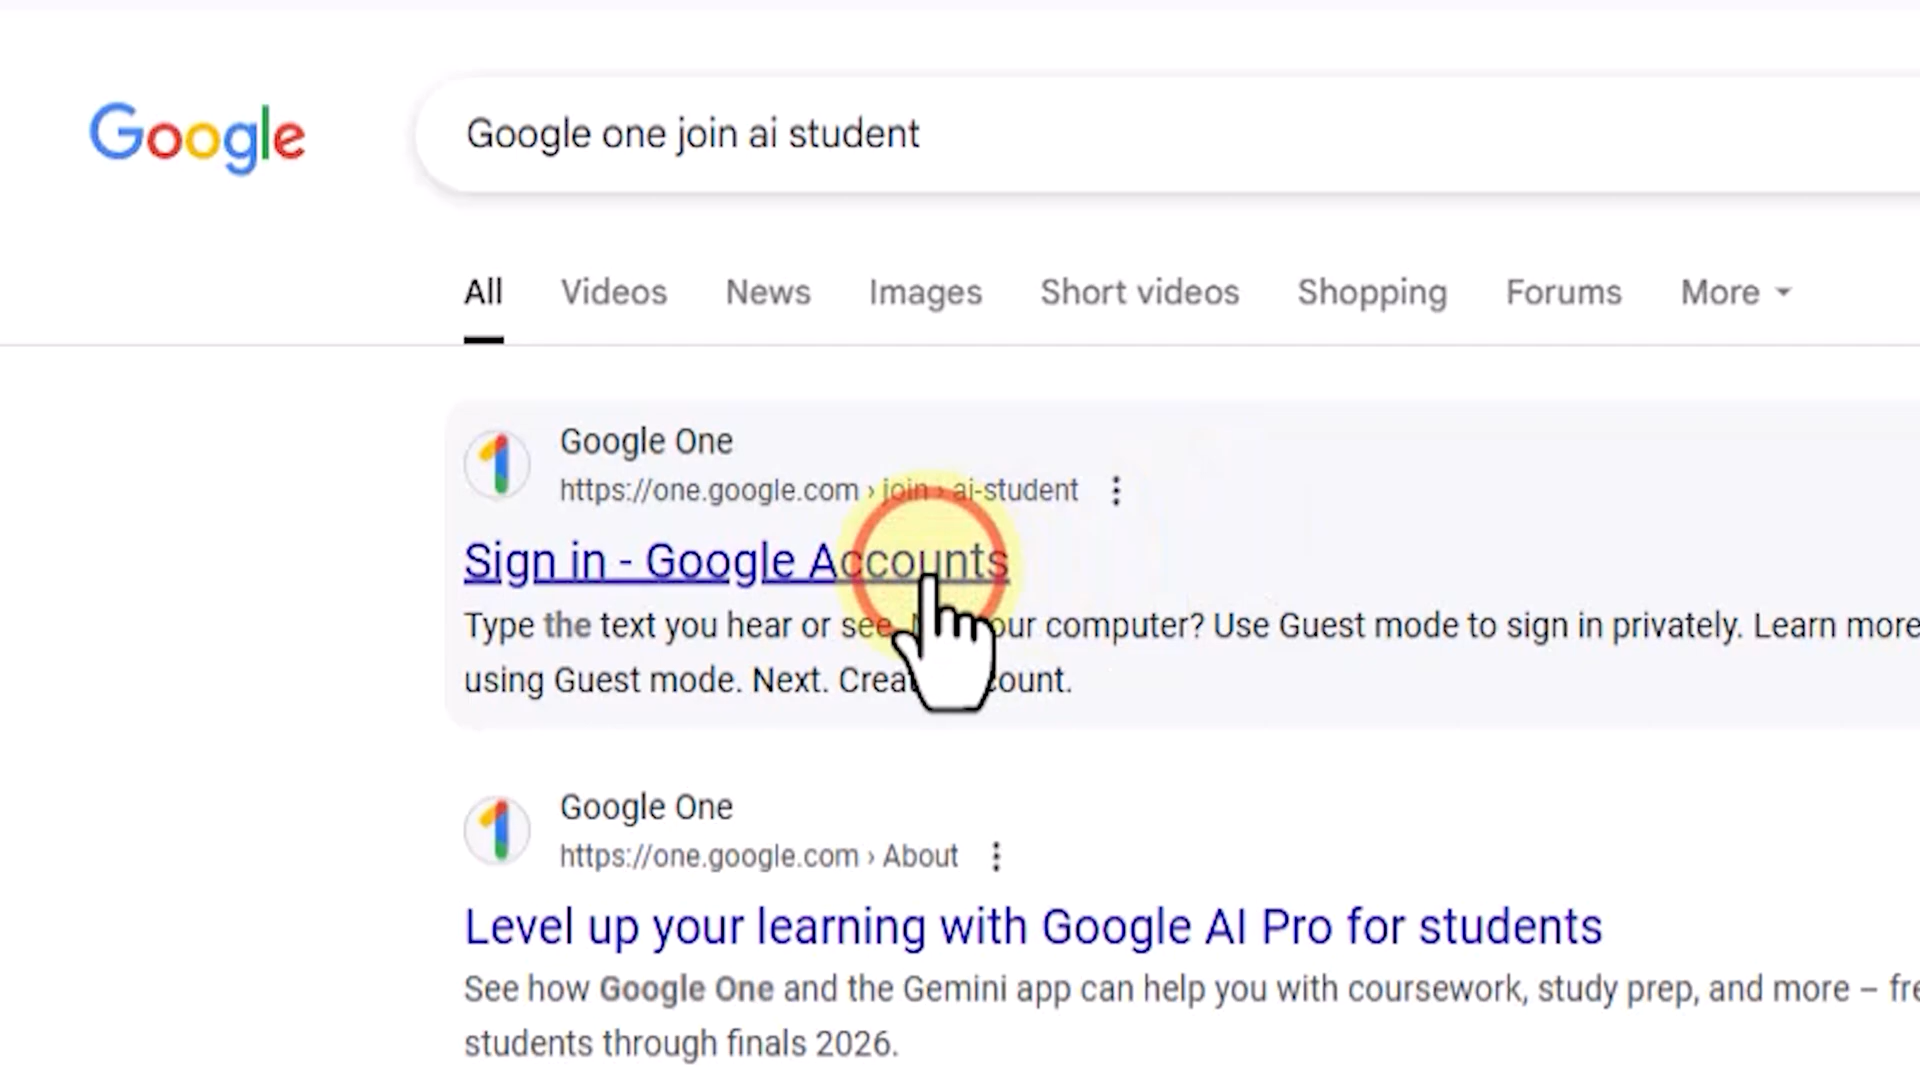 Google
Google one join ai student
All Videos News Images Short videos Shopping Forums More
Google One
https://one.google.com › join › ai-student
Sign in - Google Accounts
Type the text you hear or see. computer? Use Guest mode to sign in privately. Learn more
using Guest mode. Next.
Google One
https://one.google.com › About
Level up your learning with Google AI Pro for students
See how Google One and the Gemini app can help you with coursework, study prep, and more –
students through finals 2026.